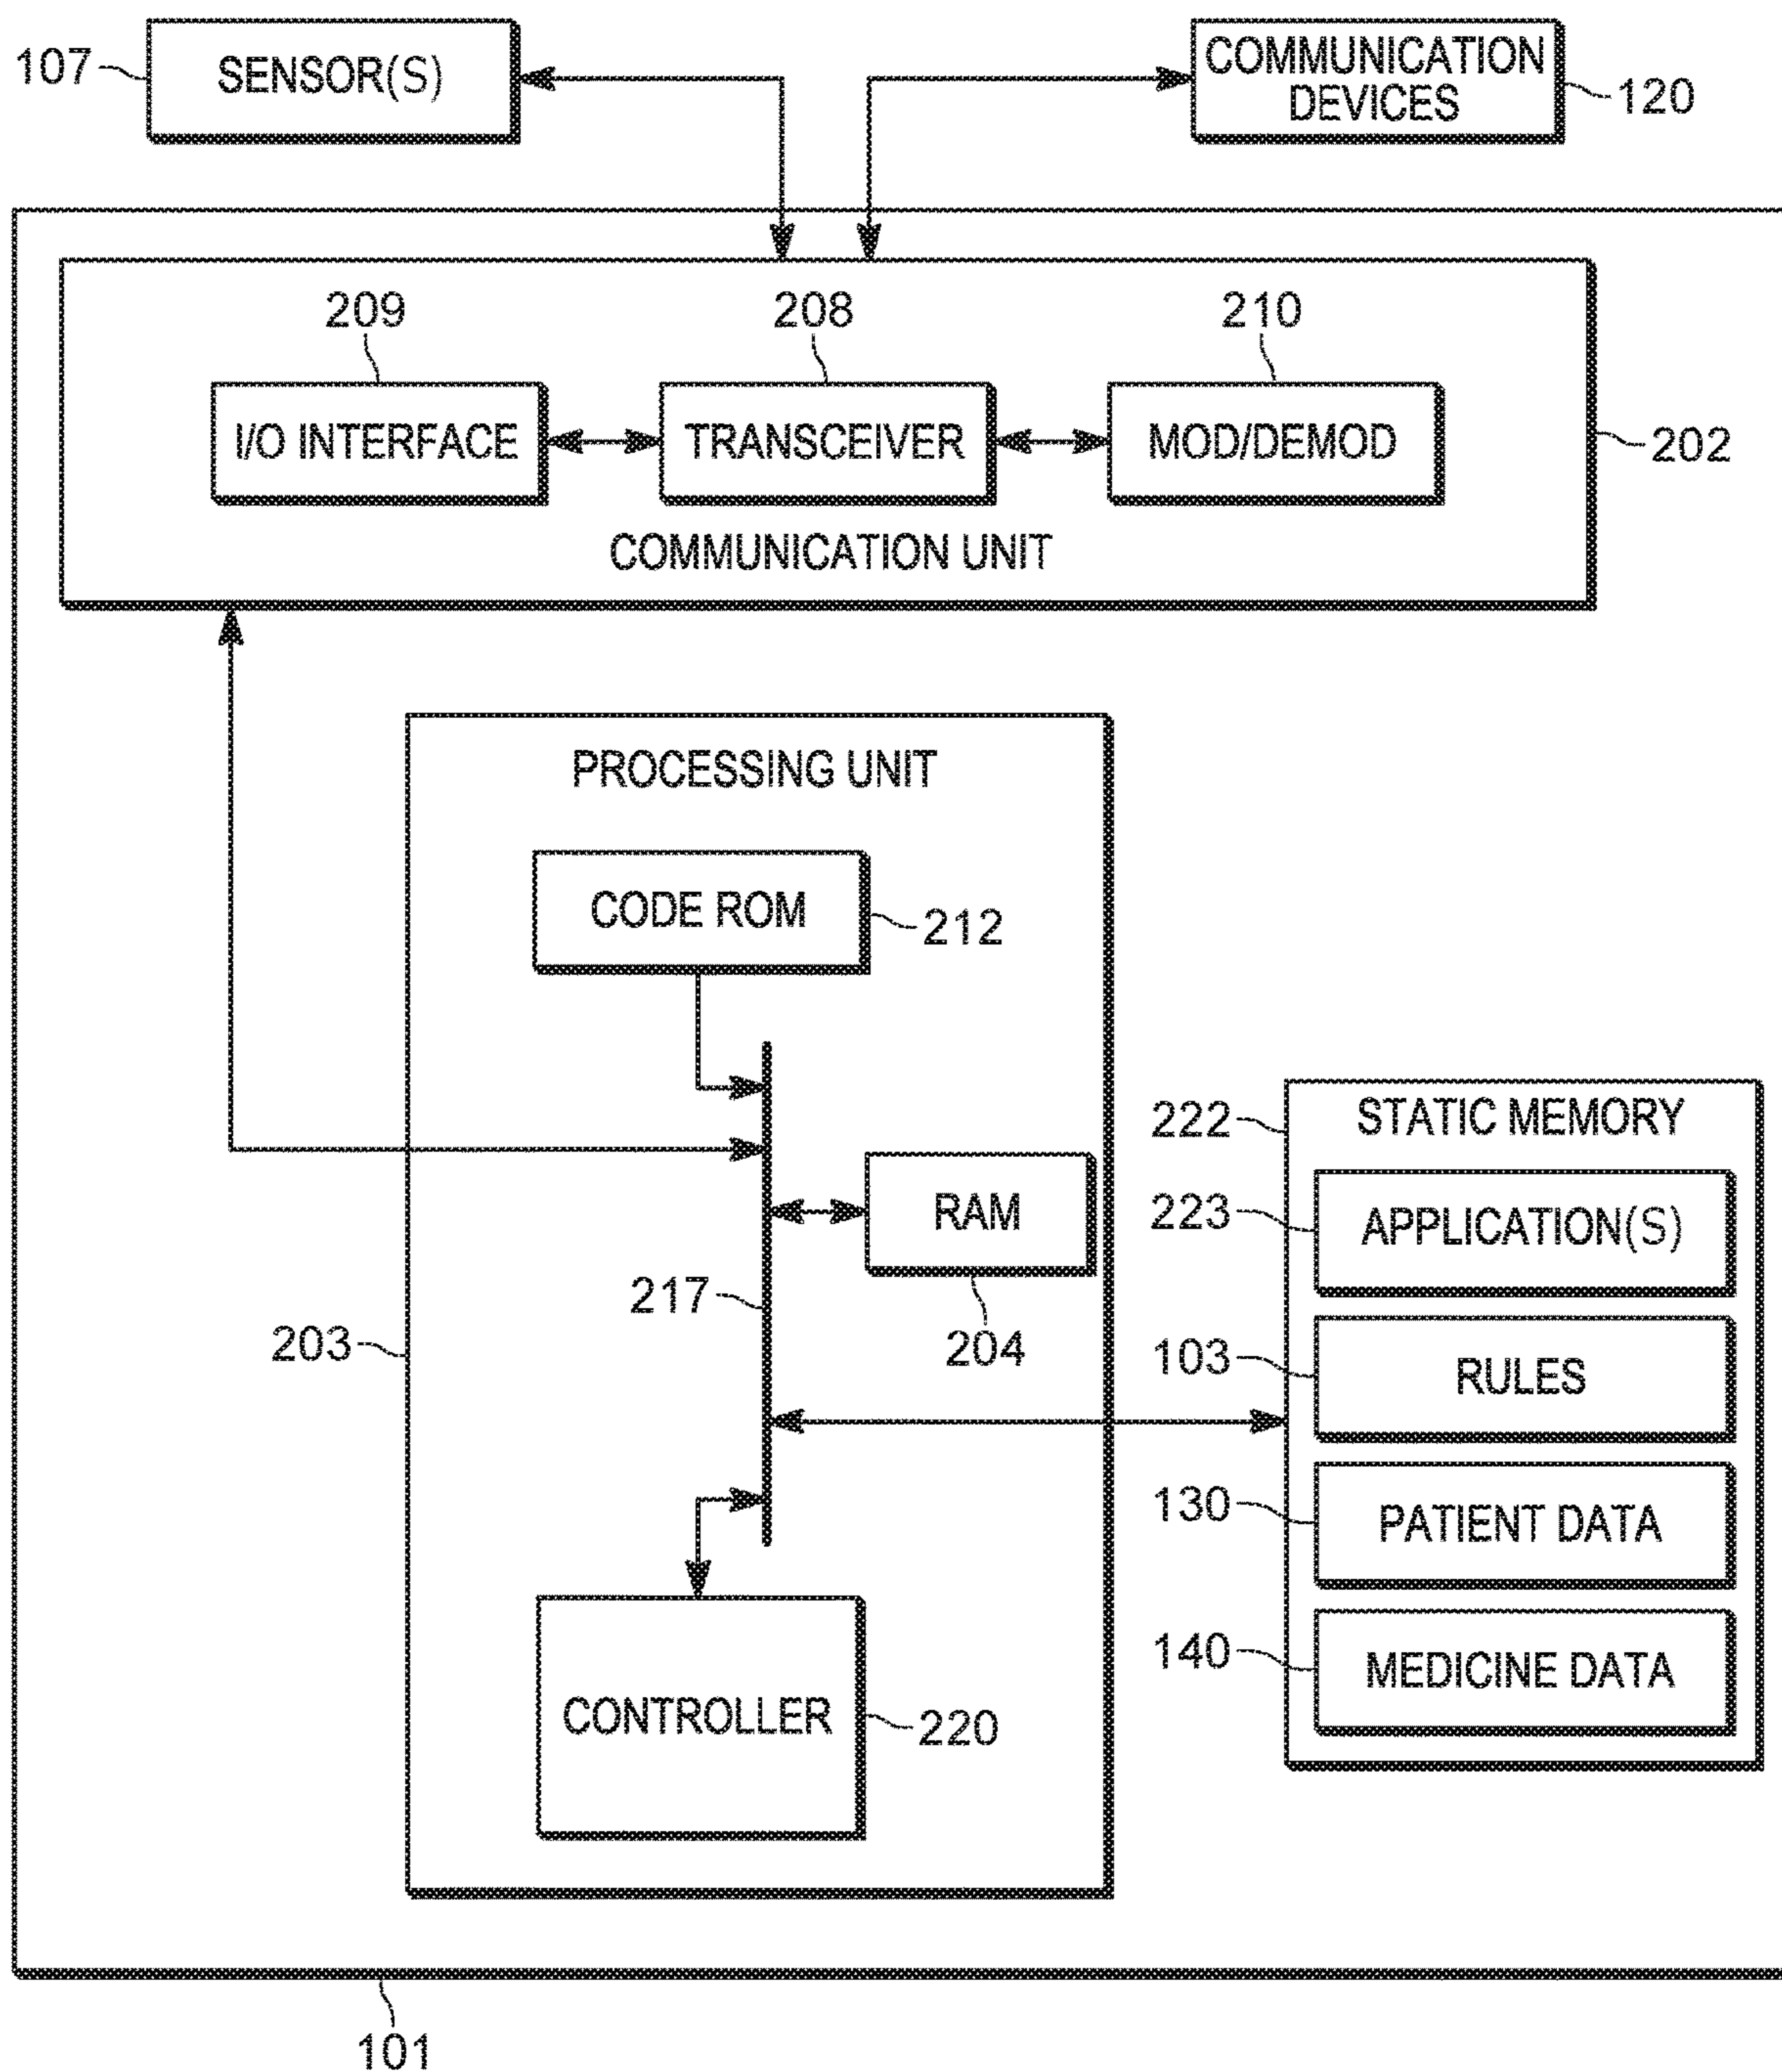 107
SENSOR(S)
COMMUNICATION
DEVICES
120
209
208
210
I/O INTERFACE
TRANSCEIVER
MOD/DEMOD
202
COMMUNICATION UNIT
PROCESSING UNIT
CODE ROM
212
222
STATIC MEMORY
RAM
223
APPLICATION(S)
217
203
204
103
RULES
130
PATIENT DATA
140
MEDICINE DATA
CONTROLLER
220
101